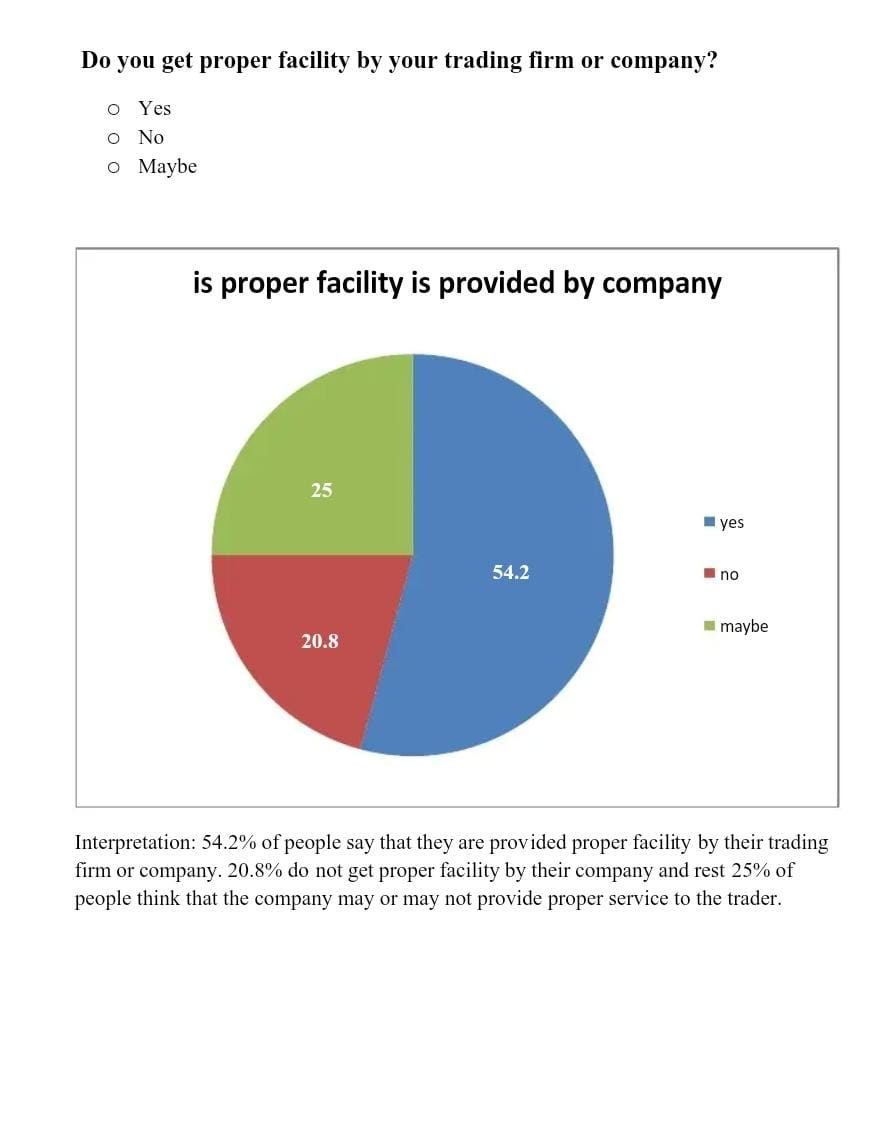 Do you get proper facility by your trading firm or company?
o Yes
o No
o Maybe
is proper facility is provided by company
25
54.2
20.8
yes
no
maybe
Interpretation: 54.2% of people say that they are provided proper facility by their trading
firm or company. 20.8% do not get proper facility by their company and rest 25% of
people think that the company may or may not provide proper service to the trader.